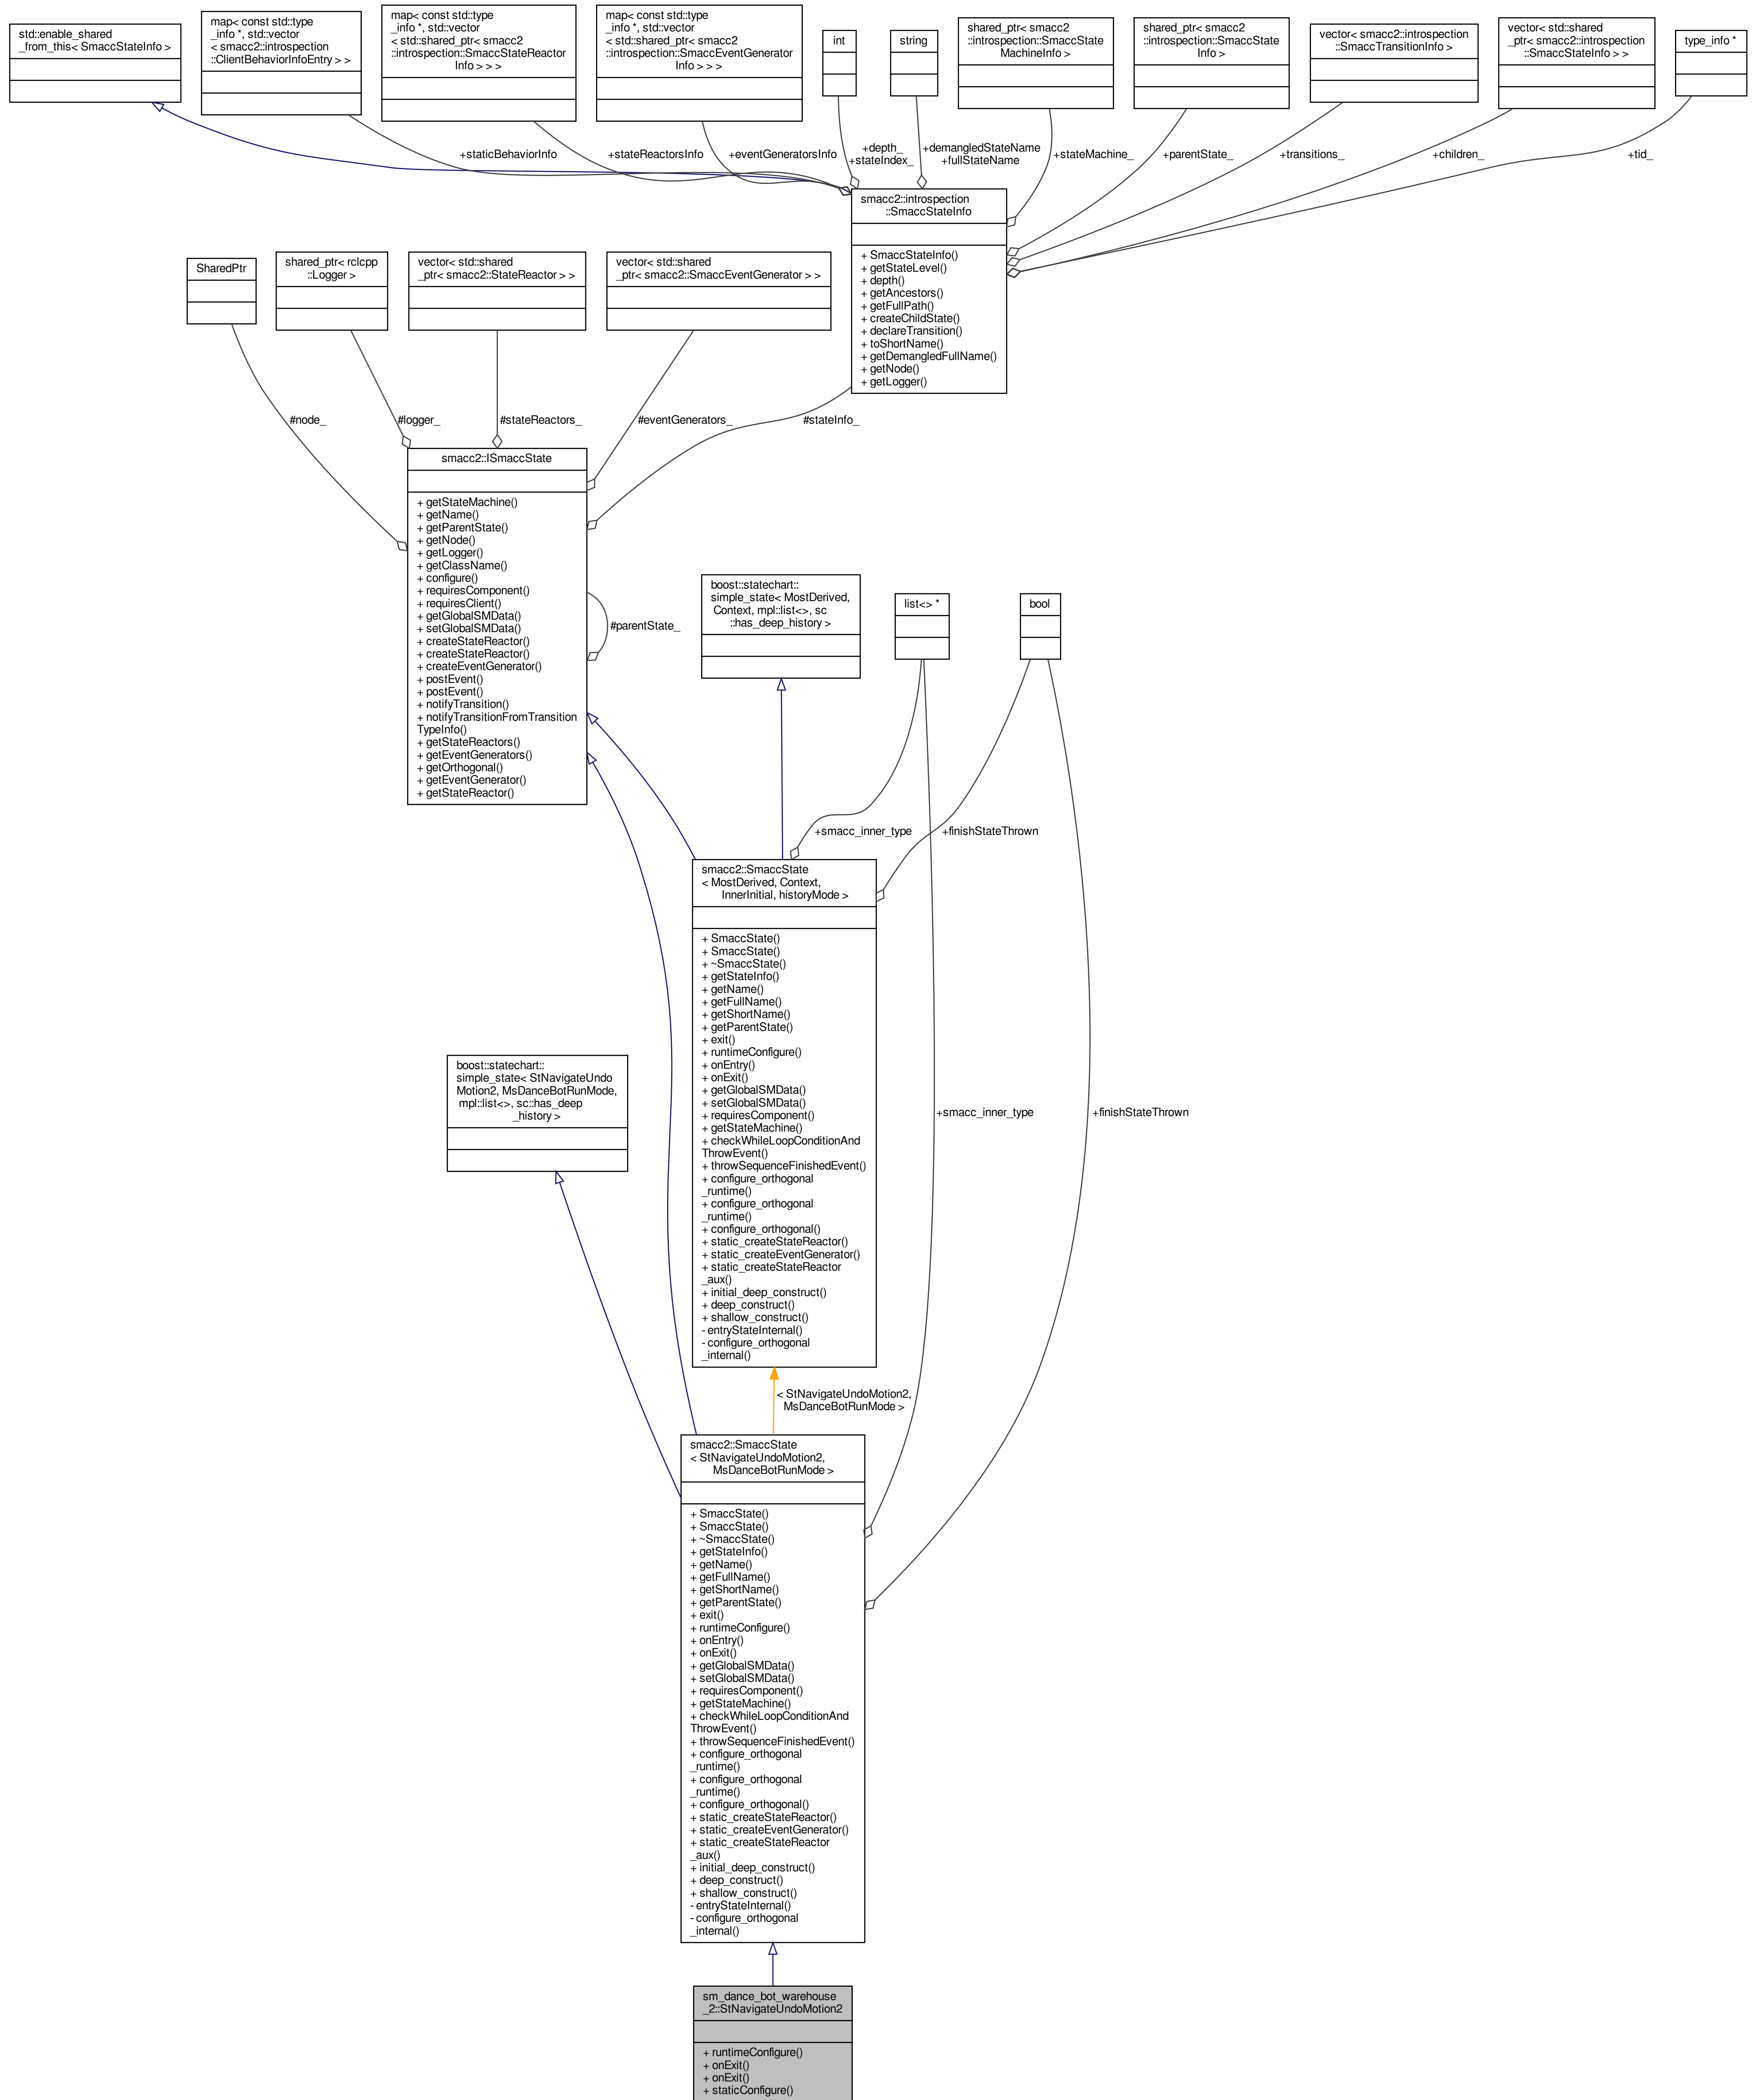 std::enable_shared
_from_this< SmaccStateInfo >
map< const std::type
_info *, std::vector
< smacc2::introspection
::ClientBehaviorInfoEntry > >
map< const std::type
_info *, std::vector
< std::shared_ptr< smacc2
::introspection::SmaccStateReactor
Info > > >
map< const std::type
_info *, std::vector
< std::shared_ptr< smacc2
::introspection::SmaccEventGenerator
Info > > >
int
string
shared_ptr< smacc2
::introspection::SmaccState
MachineInfo >
shared_ptr< smacc2
::introspection::SmaccState
Info >
vector< smacc2::introspection
::SmaccTransitionInfo >
vector< std::shared
_ptr< smacc2::introspection
::SmaccStateInfo > >
type_info *
+staticBehaviorInfo
+stateReactorsInfo
+eventGeneratorsInfo
+depth_
+stateIndex_
+demangledStateName
+fullStateName
+stateMachine_
+parentState_
+transitions_
+children_
+tid_
smacc2::introspection
::SmaccStateInfo
+ SmaccStateInfo()
+ getStateLevel()
+ depth()
+ getAncestors()
+ getFullPath()
+ createChildState()
+ declareTransition()
+ toShortName()
+ getDemangledFullName()
+ getNode()
+ getLogger()
SharedPtr
shared_ptr< rclcpp
::Logger >
vector< std::shared
_ptr< smacc2::StateReactor > >
vector< std::shared
_ptr< smacc2::SmaccEventGenerator > >
#node_
#logger_
#stateReactors_
#eventGenerators_
#stateInfo_
smacc2::ISmaccState
+ getStateMachine()
+ getName()
+ getParentState()
+ getNode()
+ getLogger()
+ getClassName()
+ configure()
+ requiresComponent()
+ requiresClient()
+ getGlobalSMData()
+ setGlobalSMData()
+ createStateReactor()
+ createStateReactor()
+ createEventGenerator()
+ postEvent()
+ postEvent()
+ notifyTransition()
+ notifyTransitionFromTransition
TypeInfo()
+ getStateReactors()
+ getEventGenerators()
+ getOrthogonal()
+ getEventGenerator()
+ getStateReactor()
#parentState_
boost::statechart::
simple_state< MostDerived,
Context, mpl::list<>, sc
::has_deep_history >
list<> *
bool
+smacc_inner_type
+finishStateThrown
smacc2::SmaccState
< MostDerived, Context,
InnerInitial, historyMode >
+ SmaccState()
+ SmaccState()
+ ~SmaccState()
+ getStateInfo()
+ getName()
+ getFullName()
+ getShortName()
+ getParentState()
+ exit()
+ runtimeConfigure()
+ onEntry()
+ onExit()
+ getGlobalSMData()
+ setGlobalSMData()
+ requiresComponent()
+ getStateMachine()
+ checkWhileLoopConditionAnd
ThrowEvent()
+ throwSequenceFinishedEvent()
+ configure_orthogonal
_runtime()
+ configure_orthogonal
_runtime()
+ configure_orthogonal()
+ static_createStateReactor()
+ static_createEventGenerator()
+ static_createStateReactor
_aux()
+ initial_deep_construct()
+ deep_construct()
+ shallow_construct()
- entryStateInternal()
- configure_orthogonal
_internal()
boost::statechart::
simple_state< StNavigateUndo
Motion2, MsDanceBotRunMode,
mpl::list<>, sc::has_deep
_history >
+smacc_inner_type
+finishStateThrown
< StNavigateUndoMotion2,
MsDanceBotRunMode >
smacc2::SmaccState
< StNavigateUndoMotion2,
MsDanceBotRunMode >
+ SmaccState()
+ SmaccState()
+ ~SmaccState()
+ getStateInfo()
+ getName()
+ getFullName()
+ getShortName()
+ getParentState()
+ exit()
+ runtimeConfigure()
+ onEntry()
+ onExit()
+ getGlobalSMData()
+ setGlobalSMData()
+ requiresComponent()
+ getStateMachine()
+ checkWhileLoopConditionAnd
ThrowEvent()
+ throwSequenceFinishedEvent()
+ configure_orthogonal
_runtime()
+ configure_orthogonal
_runtime()
+ configure_orthogonal()
+ static_createStateReactor()
+ static_createEventGenerator()
+ static_createStateReactor
_aux()
+ initial_deep_construct()
+ deep_construct()
+ shallow_construct()
- entryStateInternal()
- configure_orthogonal
_internal()
sm_dance_bot_warehouse
_2::StNavigateUndoMotion2
+ runtimeConfigure()
+ onExit()
+ onExit()
+ staticConfigure()